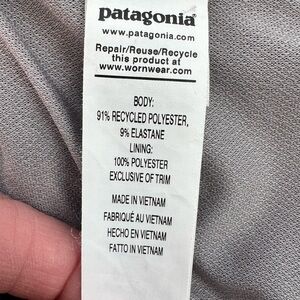 patagonia®
www.patagonia.com
Repair/Reuse/Recycle
this product at
www.wornwear.com
BODY:
91% RECYCLED POLYESTER,
9% ELASTANE
LINING:
100% POLYESTER
EXCLUSIVE OF TRIM
MADE IN VIETNAM
FABRIQUÉ AU VIETNAM
HECHO EN VIETNAM
FATTO IN VIETNAM